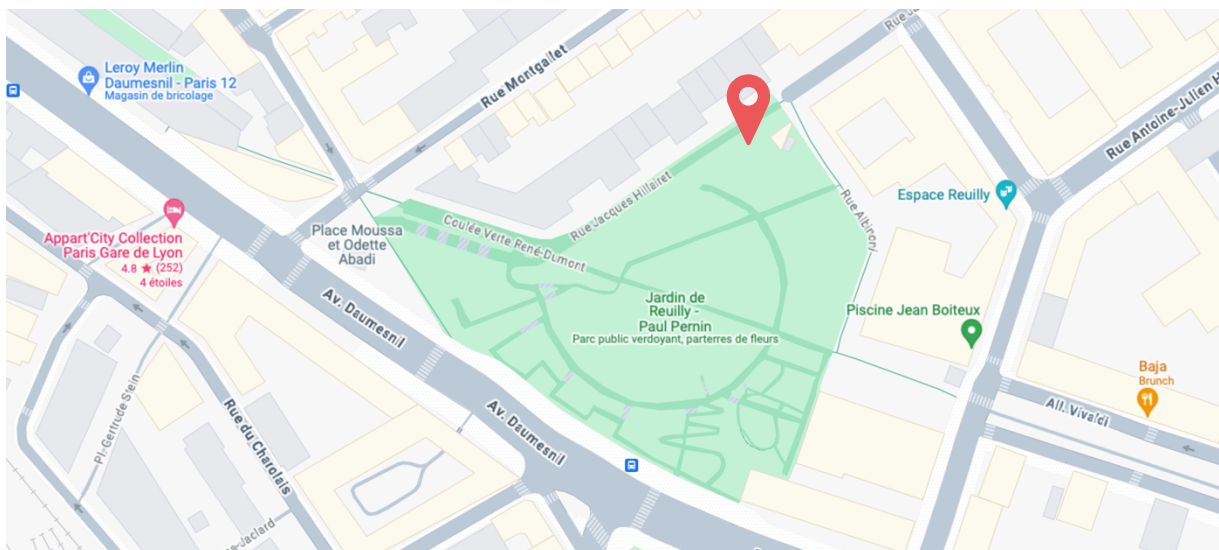 Rue J
Leroy Merlin
Daumesnil - Paris 12
Magasin de bricolage
Rue Montgallet
Rue Antoine-Julien H
Rue Jacques Hillairet
Rue Albinoni
Espace Reuilly
Appart'City Collection
Paris Gare de Lyon
4.8 ★ (252)
4 étoiles
Place Moussa
et Odette
Abadi
Coulée Verte René-Dumont
Av. Daumesnil
Jardin de
Reuilly -
Paul Pernin
Parc public verdoyant, parterres de fleurs
Piscine Jean Boiteux
Baja
Brunch
All. Vivaldi
Pl. Gertrude Stein
Rue du Charolais
Av. Daumesnil
e-Jaclard